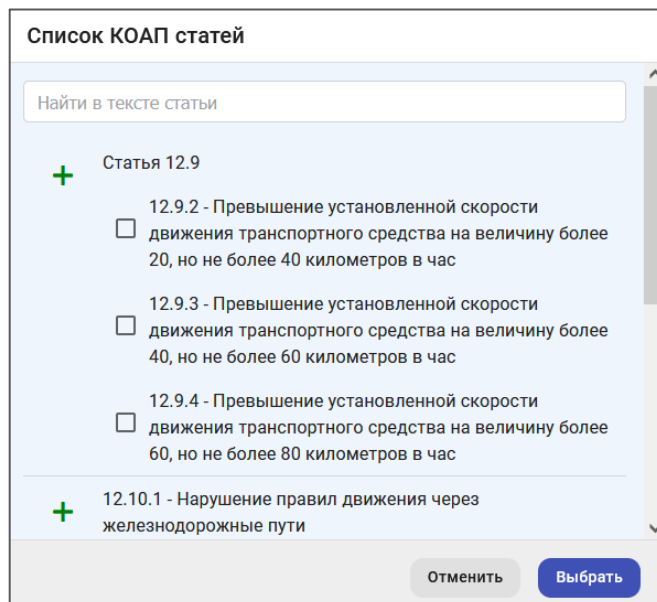 Список КОАП статей
Найти в тексте статьи
Статья 12.9
12.9.2 - Превышение установленной скорости
движения транспортного средства на величину более
20, но не более 40 километров в час
12.9.3 - Превышение установленной скорости
движения транспортного средства на величину более
40, но не более 60 километров в час
12.9.4 - Превышение установленной скорости
движения транспортного средства на величину более
60, но не более 80 километров в час
12.10.1 - Нарушение правил движения через
железнодорожные пути
Отменить
Выбрать